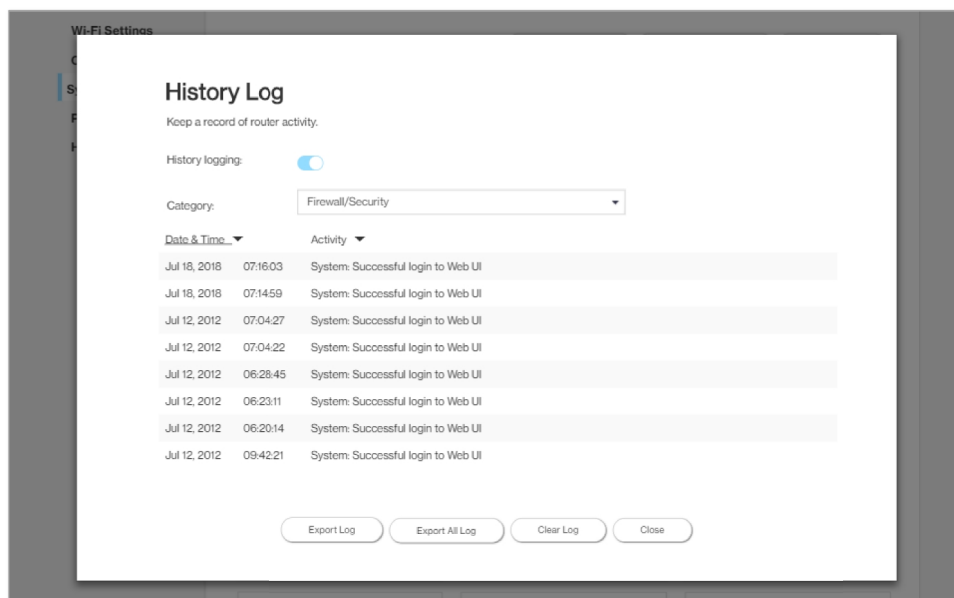 Wi-Fi Settings
History Log
Keep a record of router activity.
History logging:
Category: Firewall/Security
Date & Time Activity
Jul 18, 2018 07:16:03 System: Successful login to Web UI
Jul 18, 2018 07:14:59 System: Successful login to Web UI
Jul 12, 2012 07:04:27 System: Successful login to Web UI
Jul 12, 2012 07:04:22 System: Successful login to Web UI
Jul 12, 2012 06:28:45 System: Successful login to Web UI
Jul 12, 2012 06:23:11 System: Successful login to Web UI
Jul 12, 2012 06:20:14 System: Successful login to Web UI
Jul 12, 2012 09:42:21 System: Successful login to Web UI
Export Log Export All Log Clear Log Close